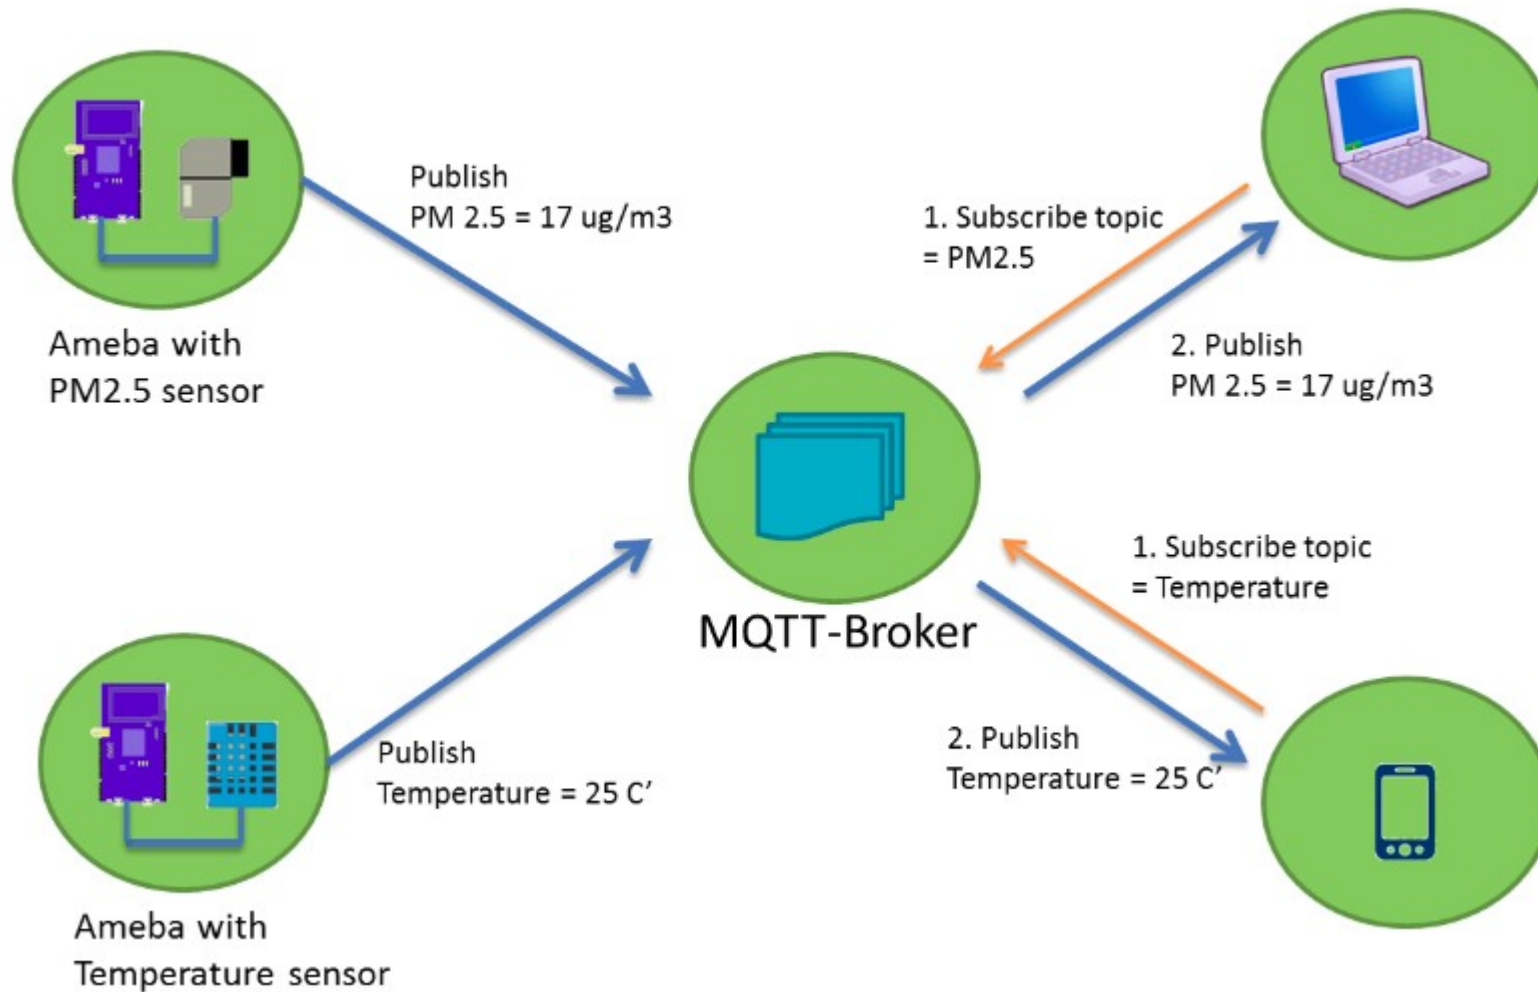 Publish
PM 2.5 = 17 ug/m3
1. Subscribe topic
= PM2.5
Ameba with
PM2.5 sensor
2. Publish
PM 2.5 = 17 ug/m3
MQTT-Broker
1. Subscribe topic
= Temperature
Publish
Temperature = 25 C’
2. Publish
Temperature = 25 C’
Ameba with
Temperature sensor